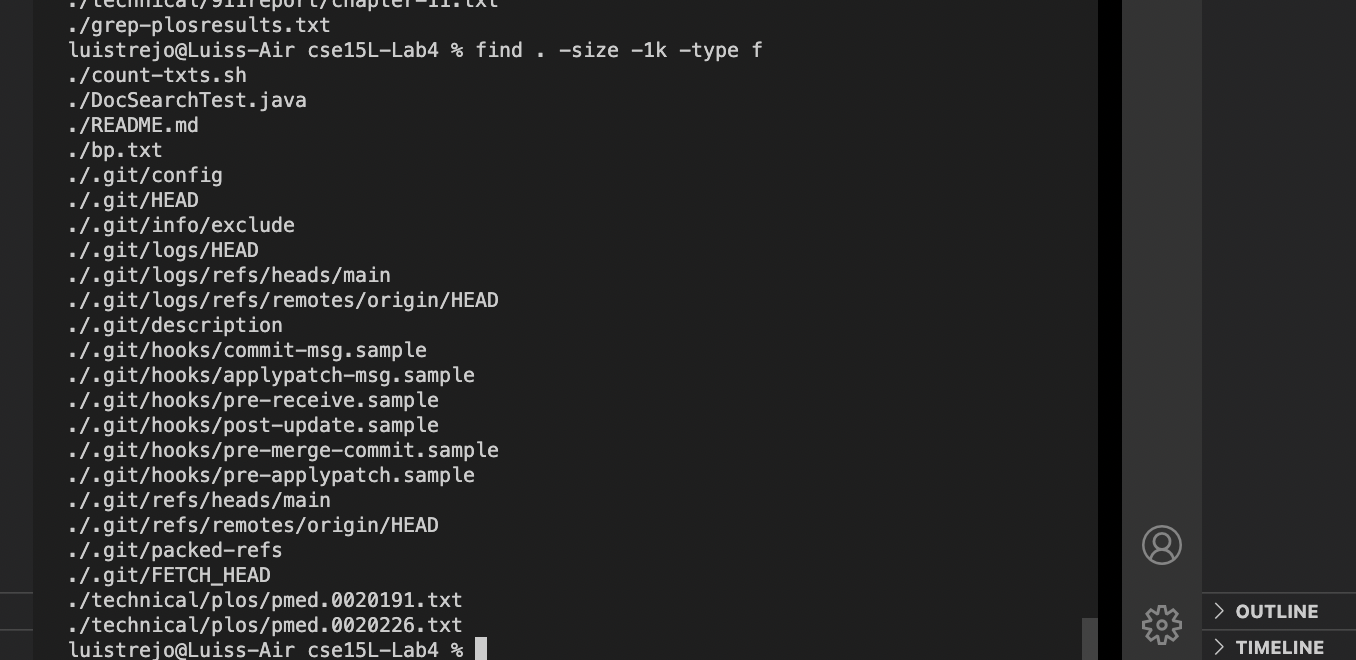 ./technical/911report/chapter-11.txt
./grep-plosresults.txt
luistrejo@Luiss-Air cse15L-Lab4 % find . -size -1k -type f
./count-txts.sh
./DocSearchTest.java
./README.md
./bp.txt
./.git/config
./.git/HEAD
./.git/info/exclude
./.git/logs/HEAD
./.git/logs/refs/heads/main
./.git/logs/refs/remotes/origin/HEAD
./.git/description
./.git/hooks/commit-msg.sample
./.git/hooks/applypatch-msg.sample
./.git/hooks/pre-receive.sample
./.git/hooks/post-update.sample
./.git/hooks/pre-merge-commit.sample
./.git/hooks/pre-applypatch.sample
./.git/refs/heads/main
./.git/refs/remotes/origin/HEAD
./.git/packed-refs
./.git/FETCH_HEAD
./technical/plos/pmed.0020191.txt
./technical/plos/pmed.0020226.txt
luistrejo@Luiss-Air cse15L-Lab4 %
OUTLINE
TIMELINE